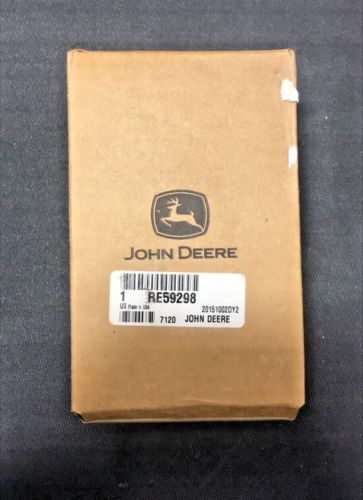 JOHN DEERE
1 RE59298
US Made in USA 20151002DY2
7120 JOHN DEERE